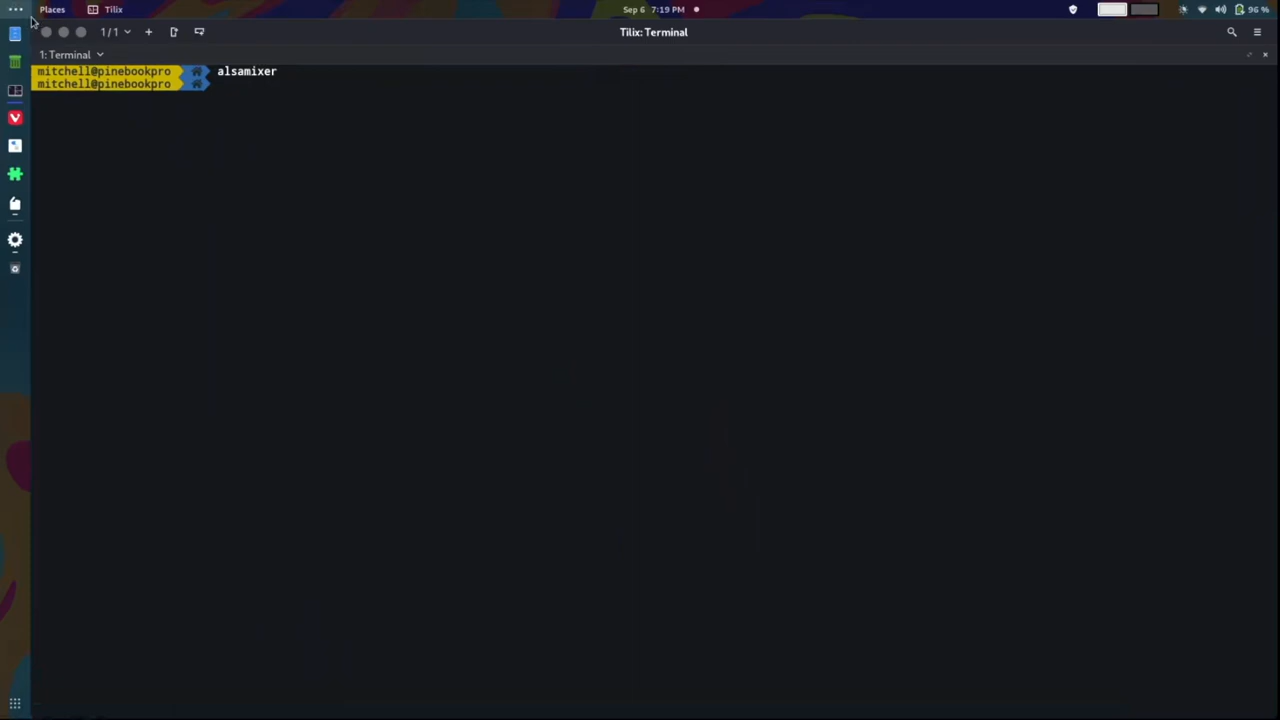 Places Tilix Sep 6 7:19 PM 96 %
1/1 Tilix: Terminal
1: Terminal
mitchell@pinebookpro alsamixer
mitchell@pinebookpro